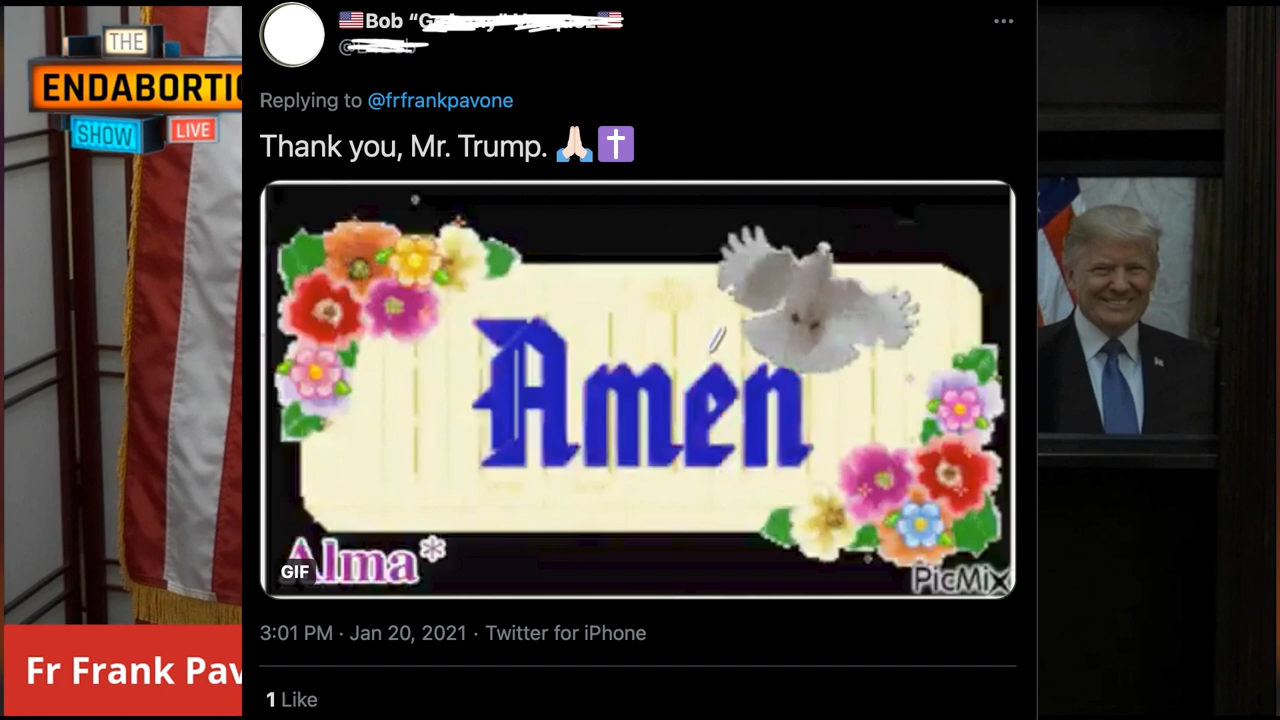 THE
ENDABORTIO
SHOW
LIVE
Bob
Replying to @frfrankpavone
Thank you, Mr. Trump. 🙏🏻✝️
Amén
Alma*
GIF
PicMix
3:01 PM · Jan 20, 2021 · Twitter for iPhone
1 Like
Fr Frank Pav